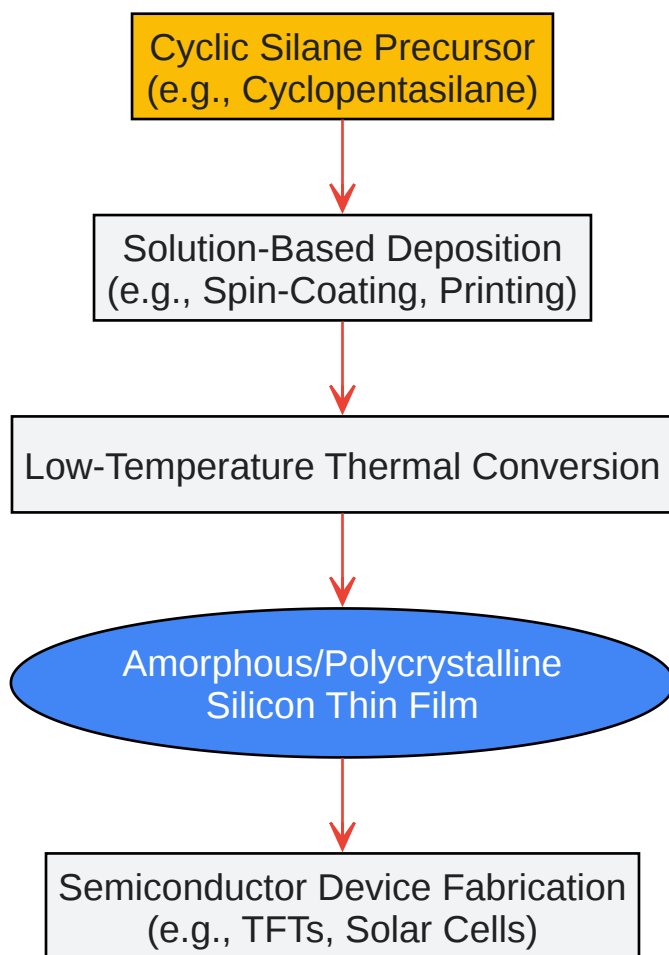 Cyclic Silane Precursor
(e.g., Cyclopentasilane)
Solution-Based Deposition
(e.g., Spin-Coating, Printing)
Low-Temperature Thermal Conversion
Amorphous/Polycrystalline
Silicon Thin Film
Semiconductor Device Fabrication
(e.g., TFTs, Solar Cells)